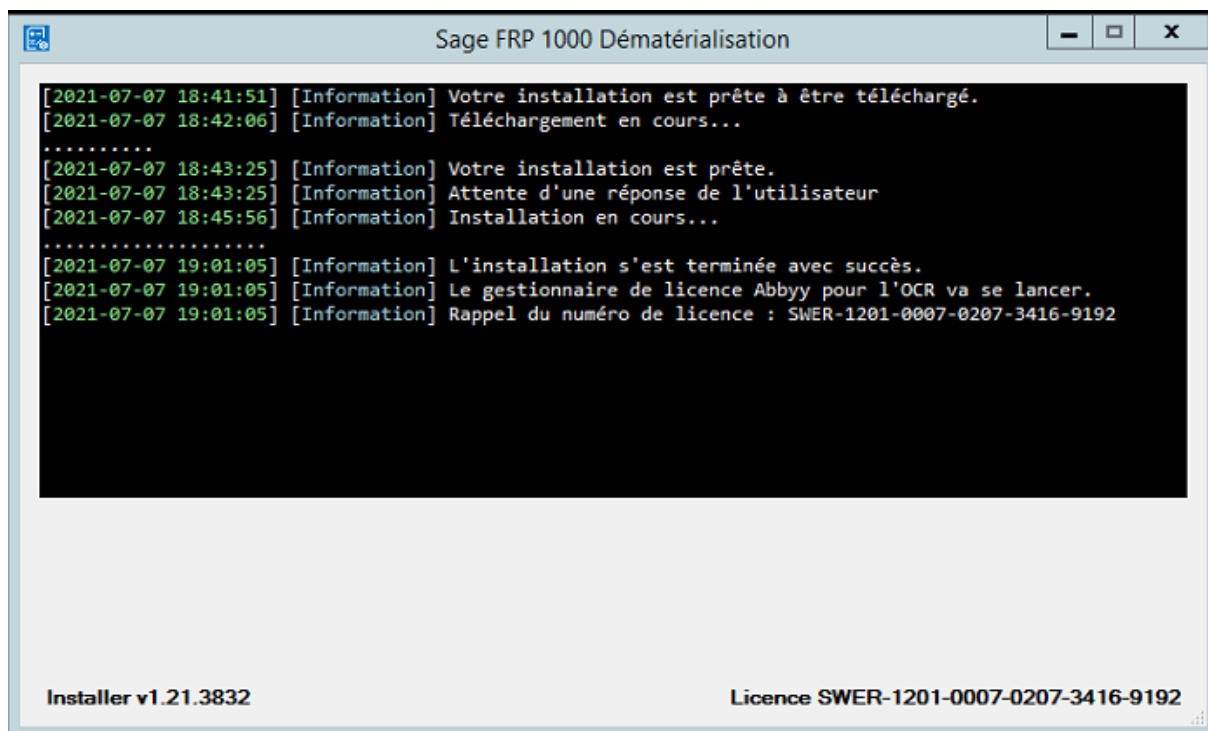 Sage FRP 1000 Dématérialisation
[2021-07-07 18:41:51] [Information] Votre installation est prête à être téléchargé.
[2021-07-07 18:42:06] [Information] Téléchargement en cours...
..........
[2021-07-07 18:43:25] [Information] Votre installation est prête.
[2021-07-07 18:43:25] [Information] Attente d'une réponse de l'utilisateur
[2021-07-07 18:45:56] [Information] Installation en cours...
....................
[2021-07-07 19:01:05] [Information] L'installation s'est terminée avec succès.
[2021-07-07 19:01:05] [Information] Le gestionnaire de licence Abbyy pour l'OCR va se lancer.
[2021-07-07 19:01:05] [Information] Rappel du numéro de licence : SWER-1201-0007-0207-3416-9192
Installer v1.21.3832
Licence SWER-1201-0007-0207-3416-9192